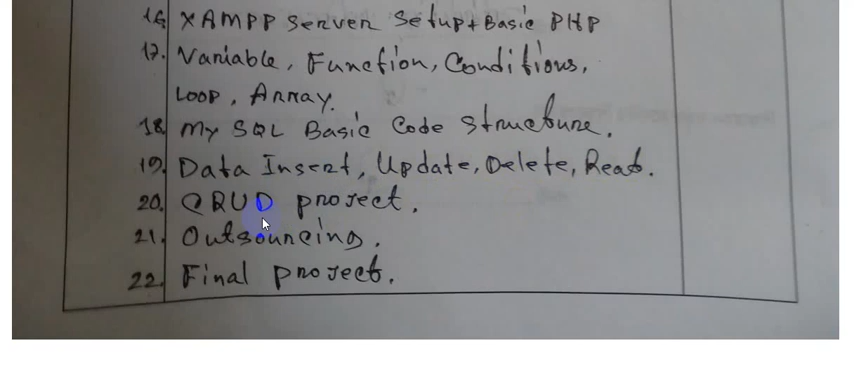 16. XAMPP Server Setup + Basic PHP
17. Variable, Function, Conditions,
Loop, Array.
18. My SQL Basic Code Structure.
19. Data Insert, Update, Delete, Read.
20. CRUD project.
21. Outsourcing.
22. Final project.